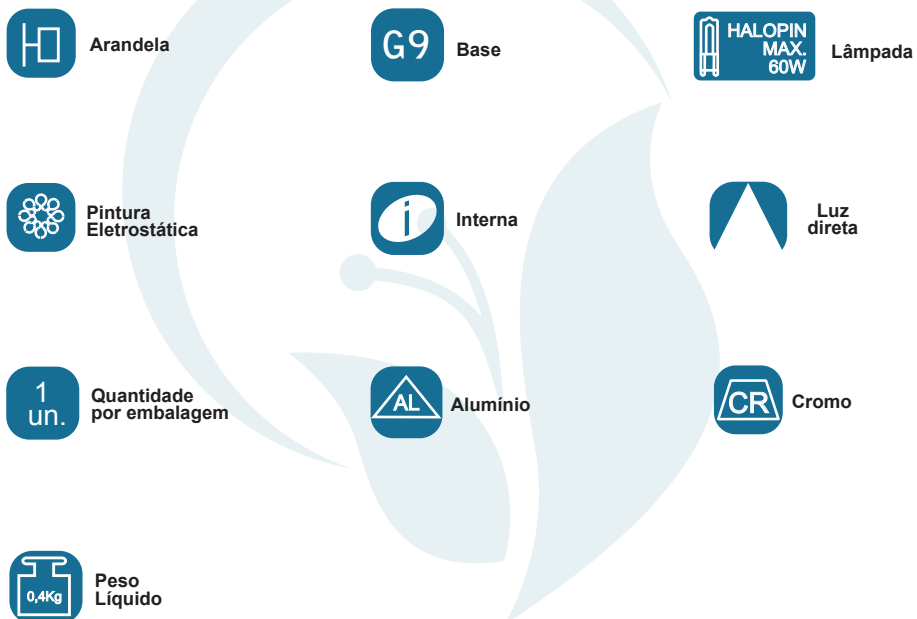 Arandela
G9
Base
HALOPIN
MAX.
60W
Lâmpada
Pintura
Eletrostática
i
Interna
Luz
direta
1
un.
Quantidade
por embalagem
AL
Alumínio
CR
Cromo
0,4Kg
Peso
Líquido